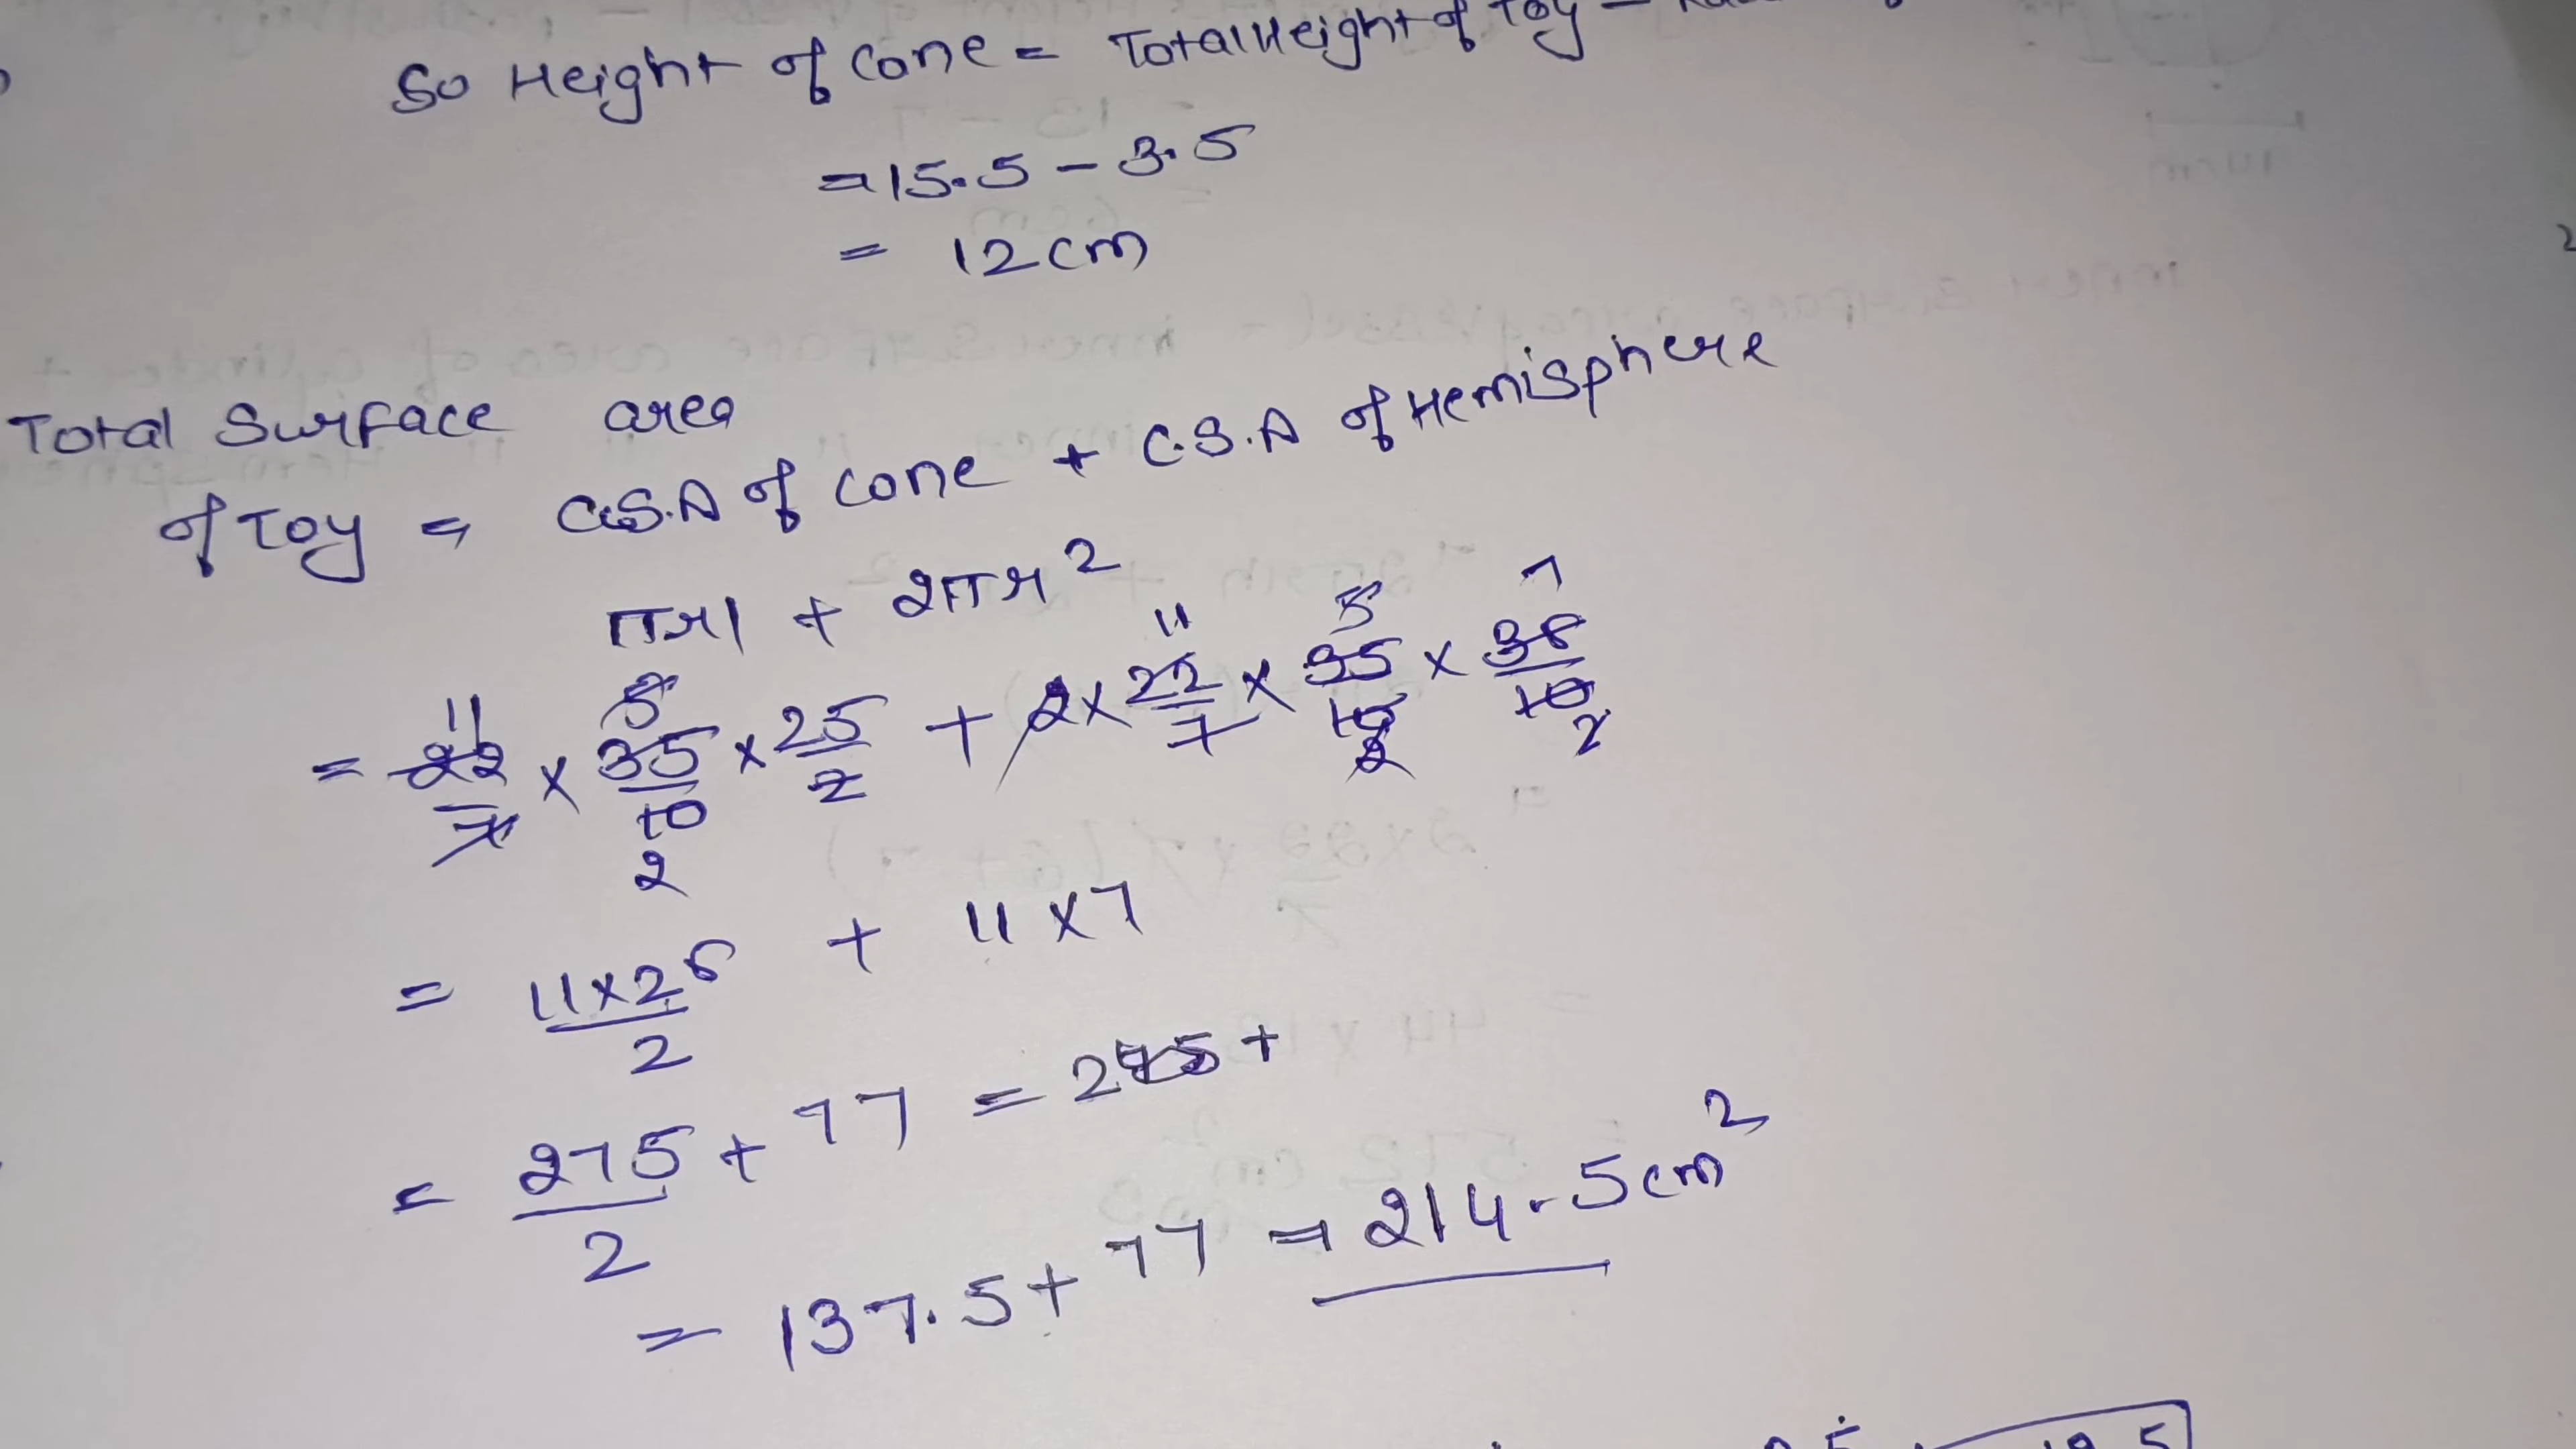 So Height of Cone = Total Height of Toy -
= 15.5 - 3.5
= 12 cm
Total Surface area
of Toy = C.S.A of Cone + C.S.A of Hemisphere
πrl + 2πr²
= 22/7 × 35/10 × 25/2 + 2 × 22/7 × 35/10 × 35/10
= 11×25/2 + 11×7
= 275/2 + 77 = 275 +
= 137.5 + 77 = 214.5 cm²